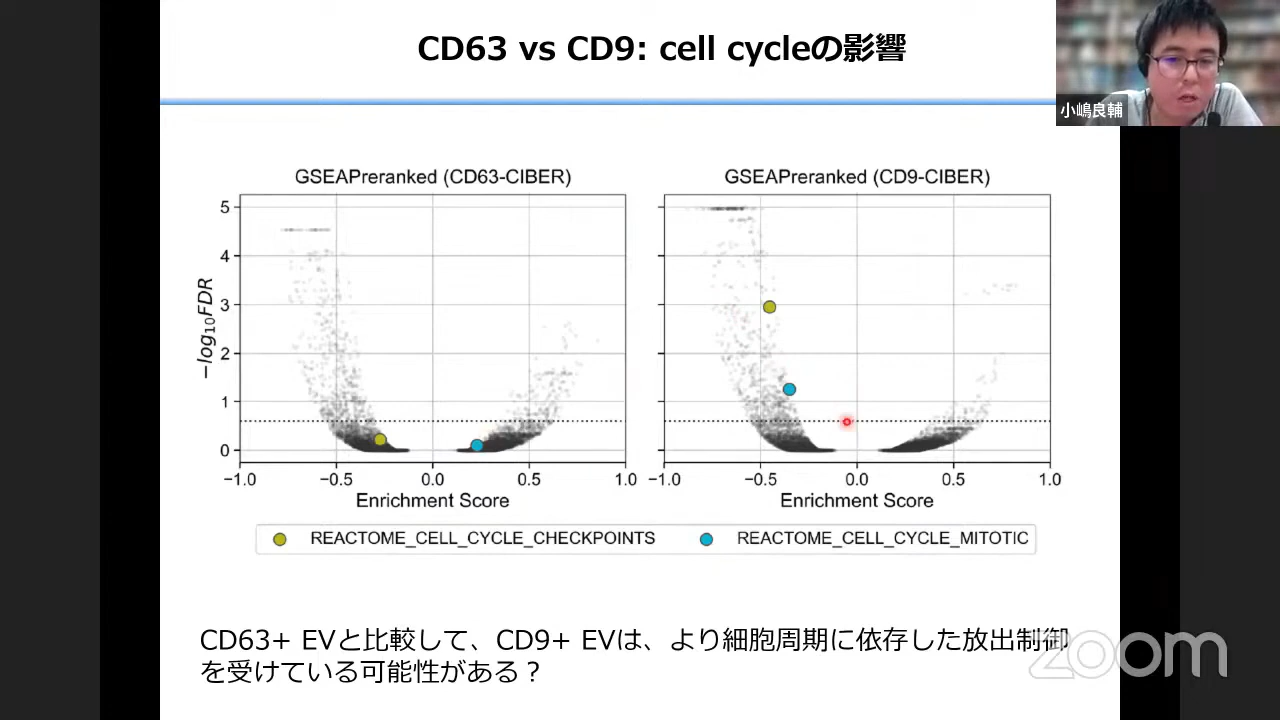 CD63 vs CD9: cell cycleの影響
小嶋良輔
GSEAPreranked (CD63-CIBER)
GSEAPreranked (CD9-CIBER)
−log10FDR
5
4
3
2
1
0
−1.0 −0.5 0.0 0.5 1.0
−1.0 −0.5 0.0 0.5 1.0
Enrichment Score
Enrichment Score
REACTOME_CELL_CYCLE_CHECKPOINTS
REACTOME_CELL_CYCLE_MITOTIC
CD63+ EVと比較して、CD9+ EVは、より細胞周期に依存した放出制御
を受けている可能性がある？
zoom